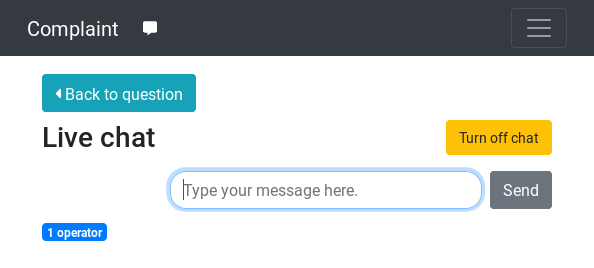 Complaint
Back to question
Live chat
Turn off chat
Type your message here.
Send
1 operator